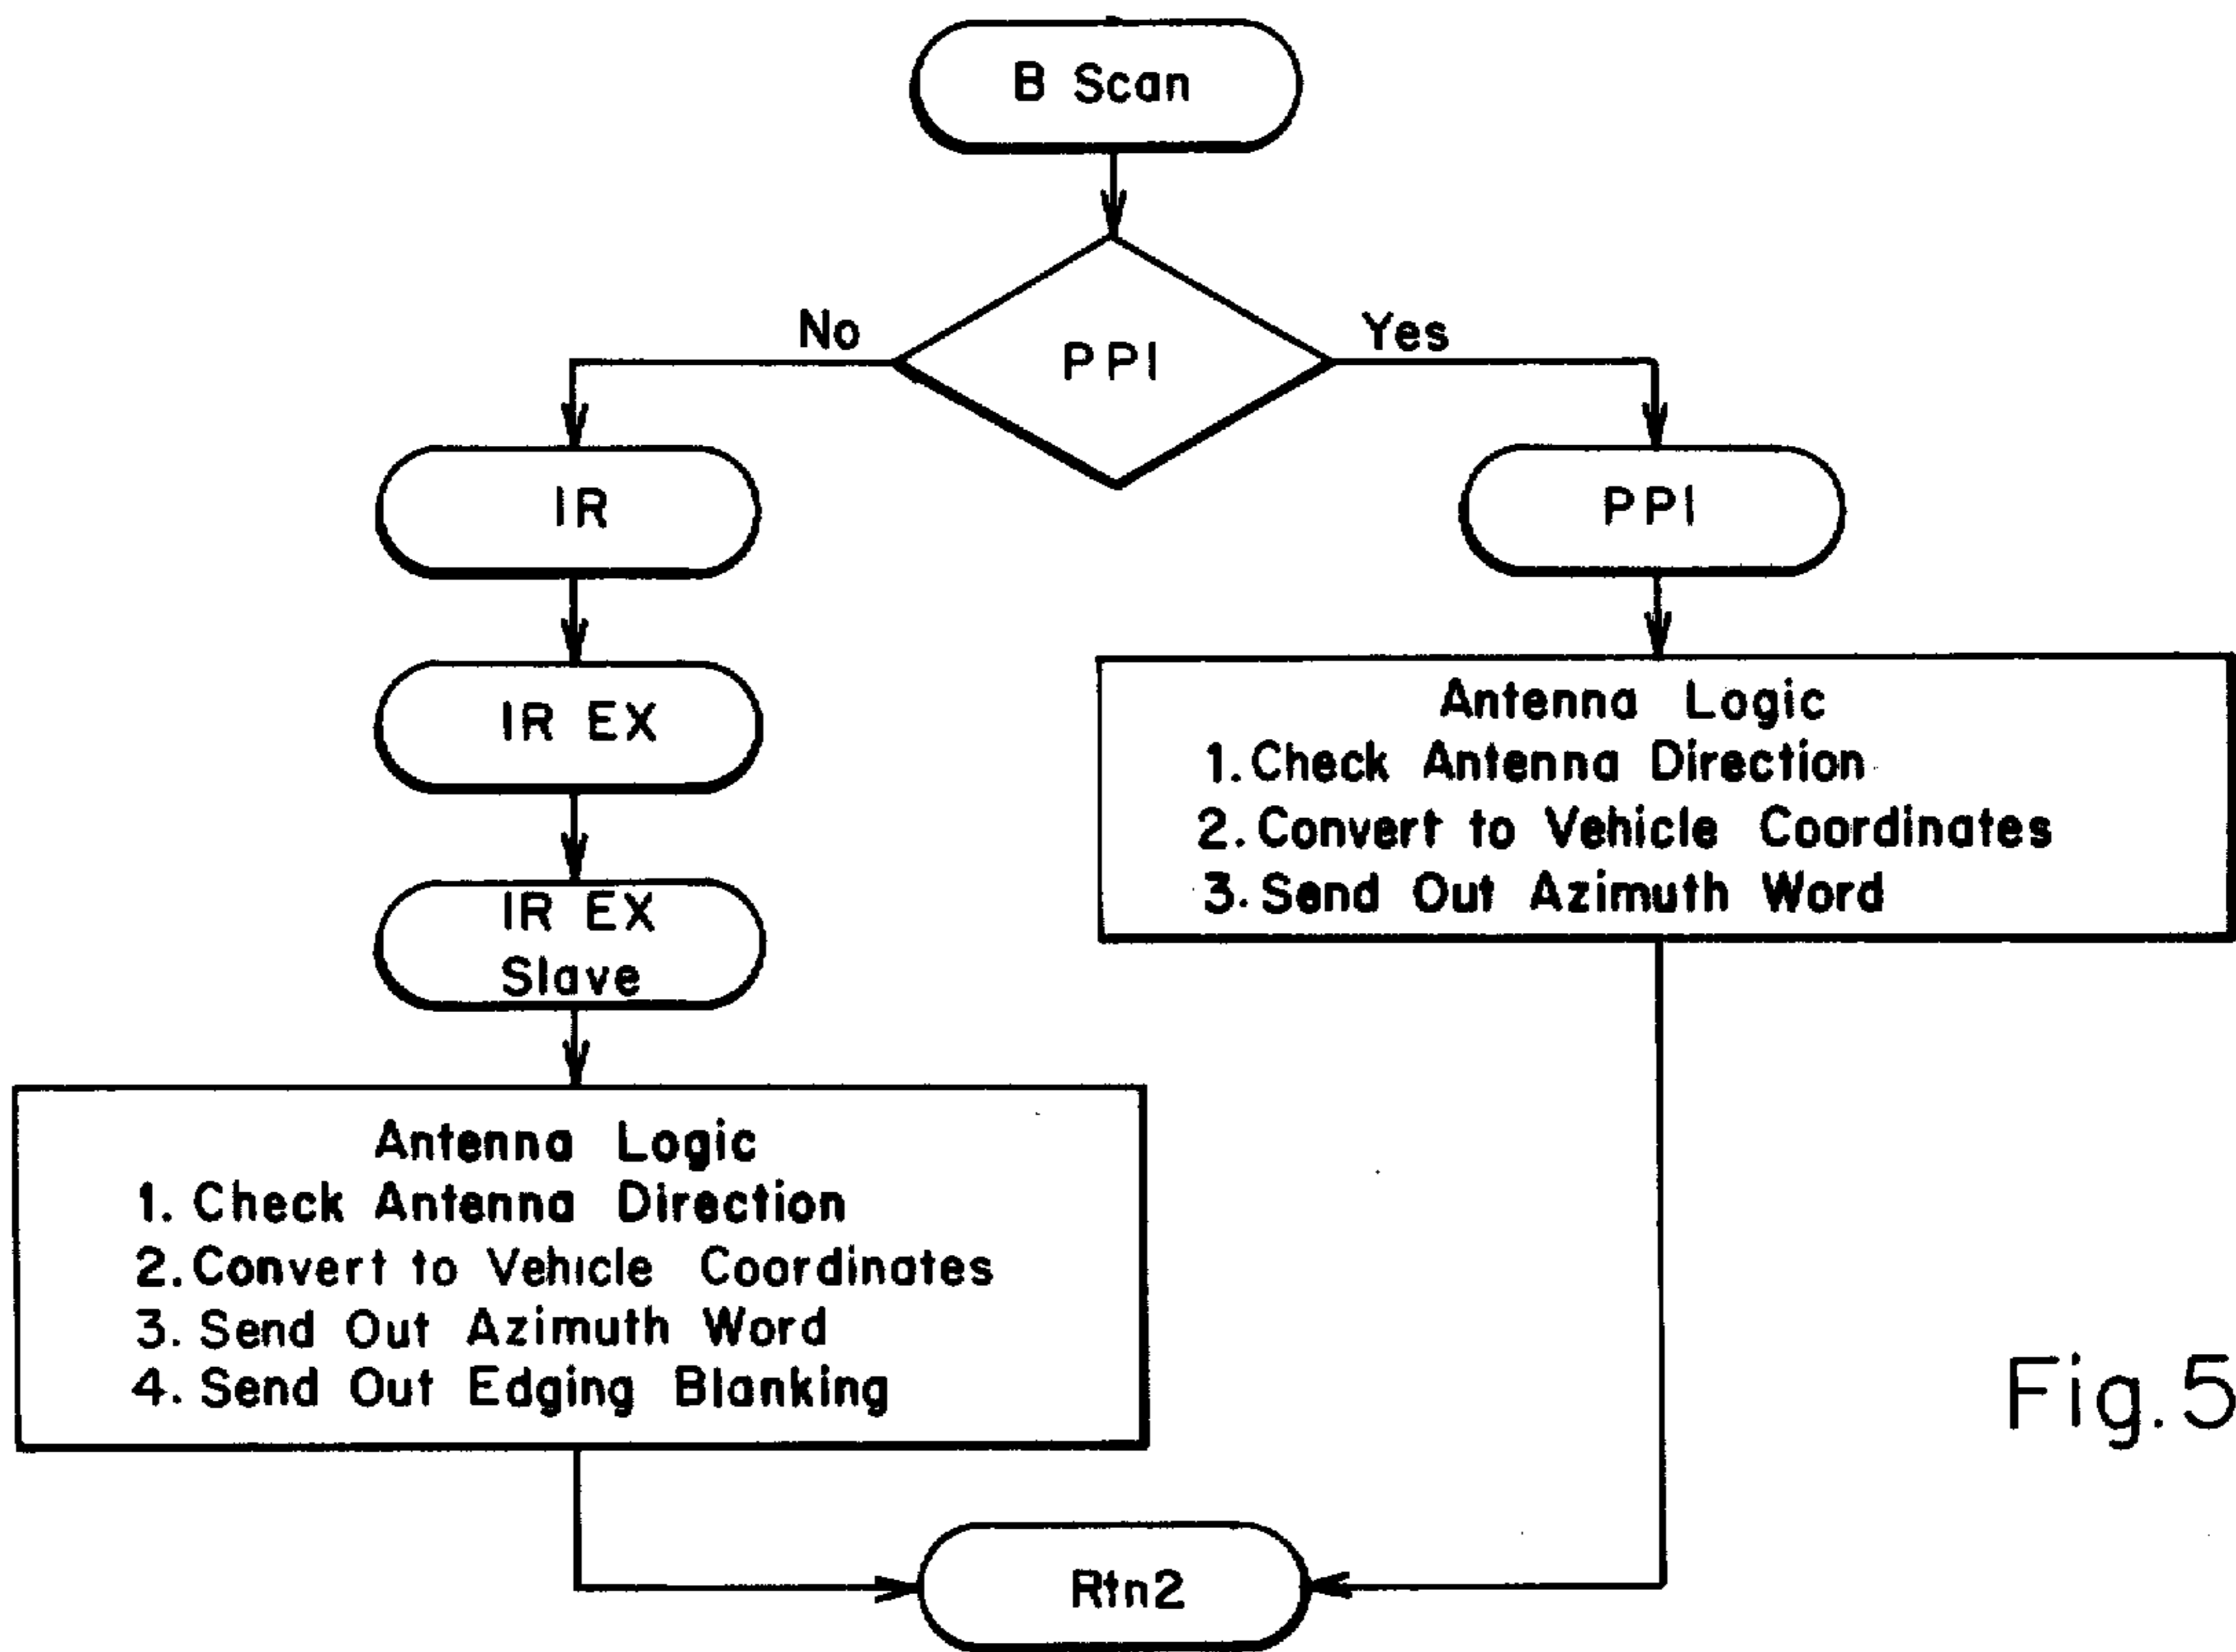 B Scan
No
PPI
Yes
IR
PPI
IR EX
Antenna Logic
1. Check Antenna Direction
2. Convert to Vehicle Coordinates
3. Send Out Azimuth Word
IR EX
Slave
Antenna Logic
1. Check Antenna Direction
2. Convert to Vehicle Coordinates
3. Send Out Azimuth Word
4. Send Out Edging Blanking
Fig. 5
Rtn2